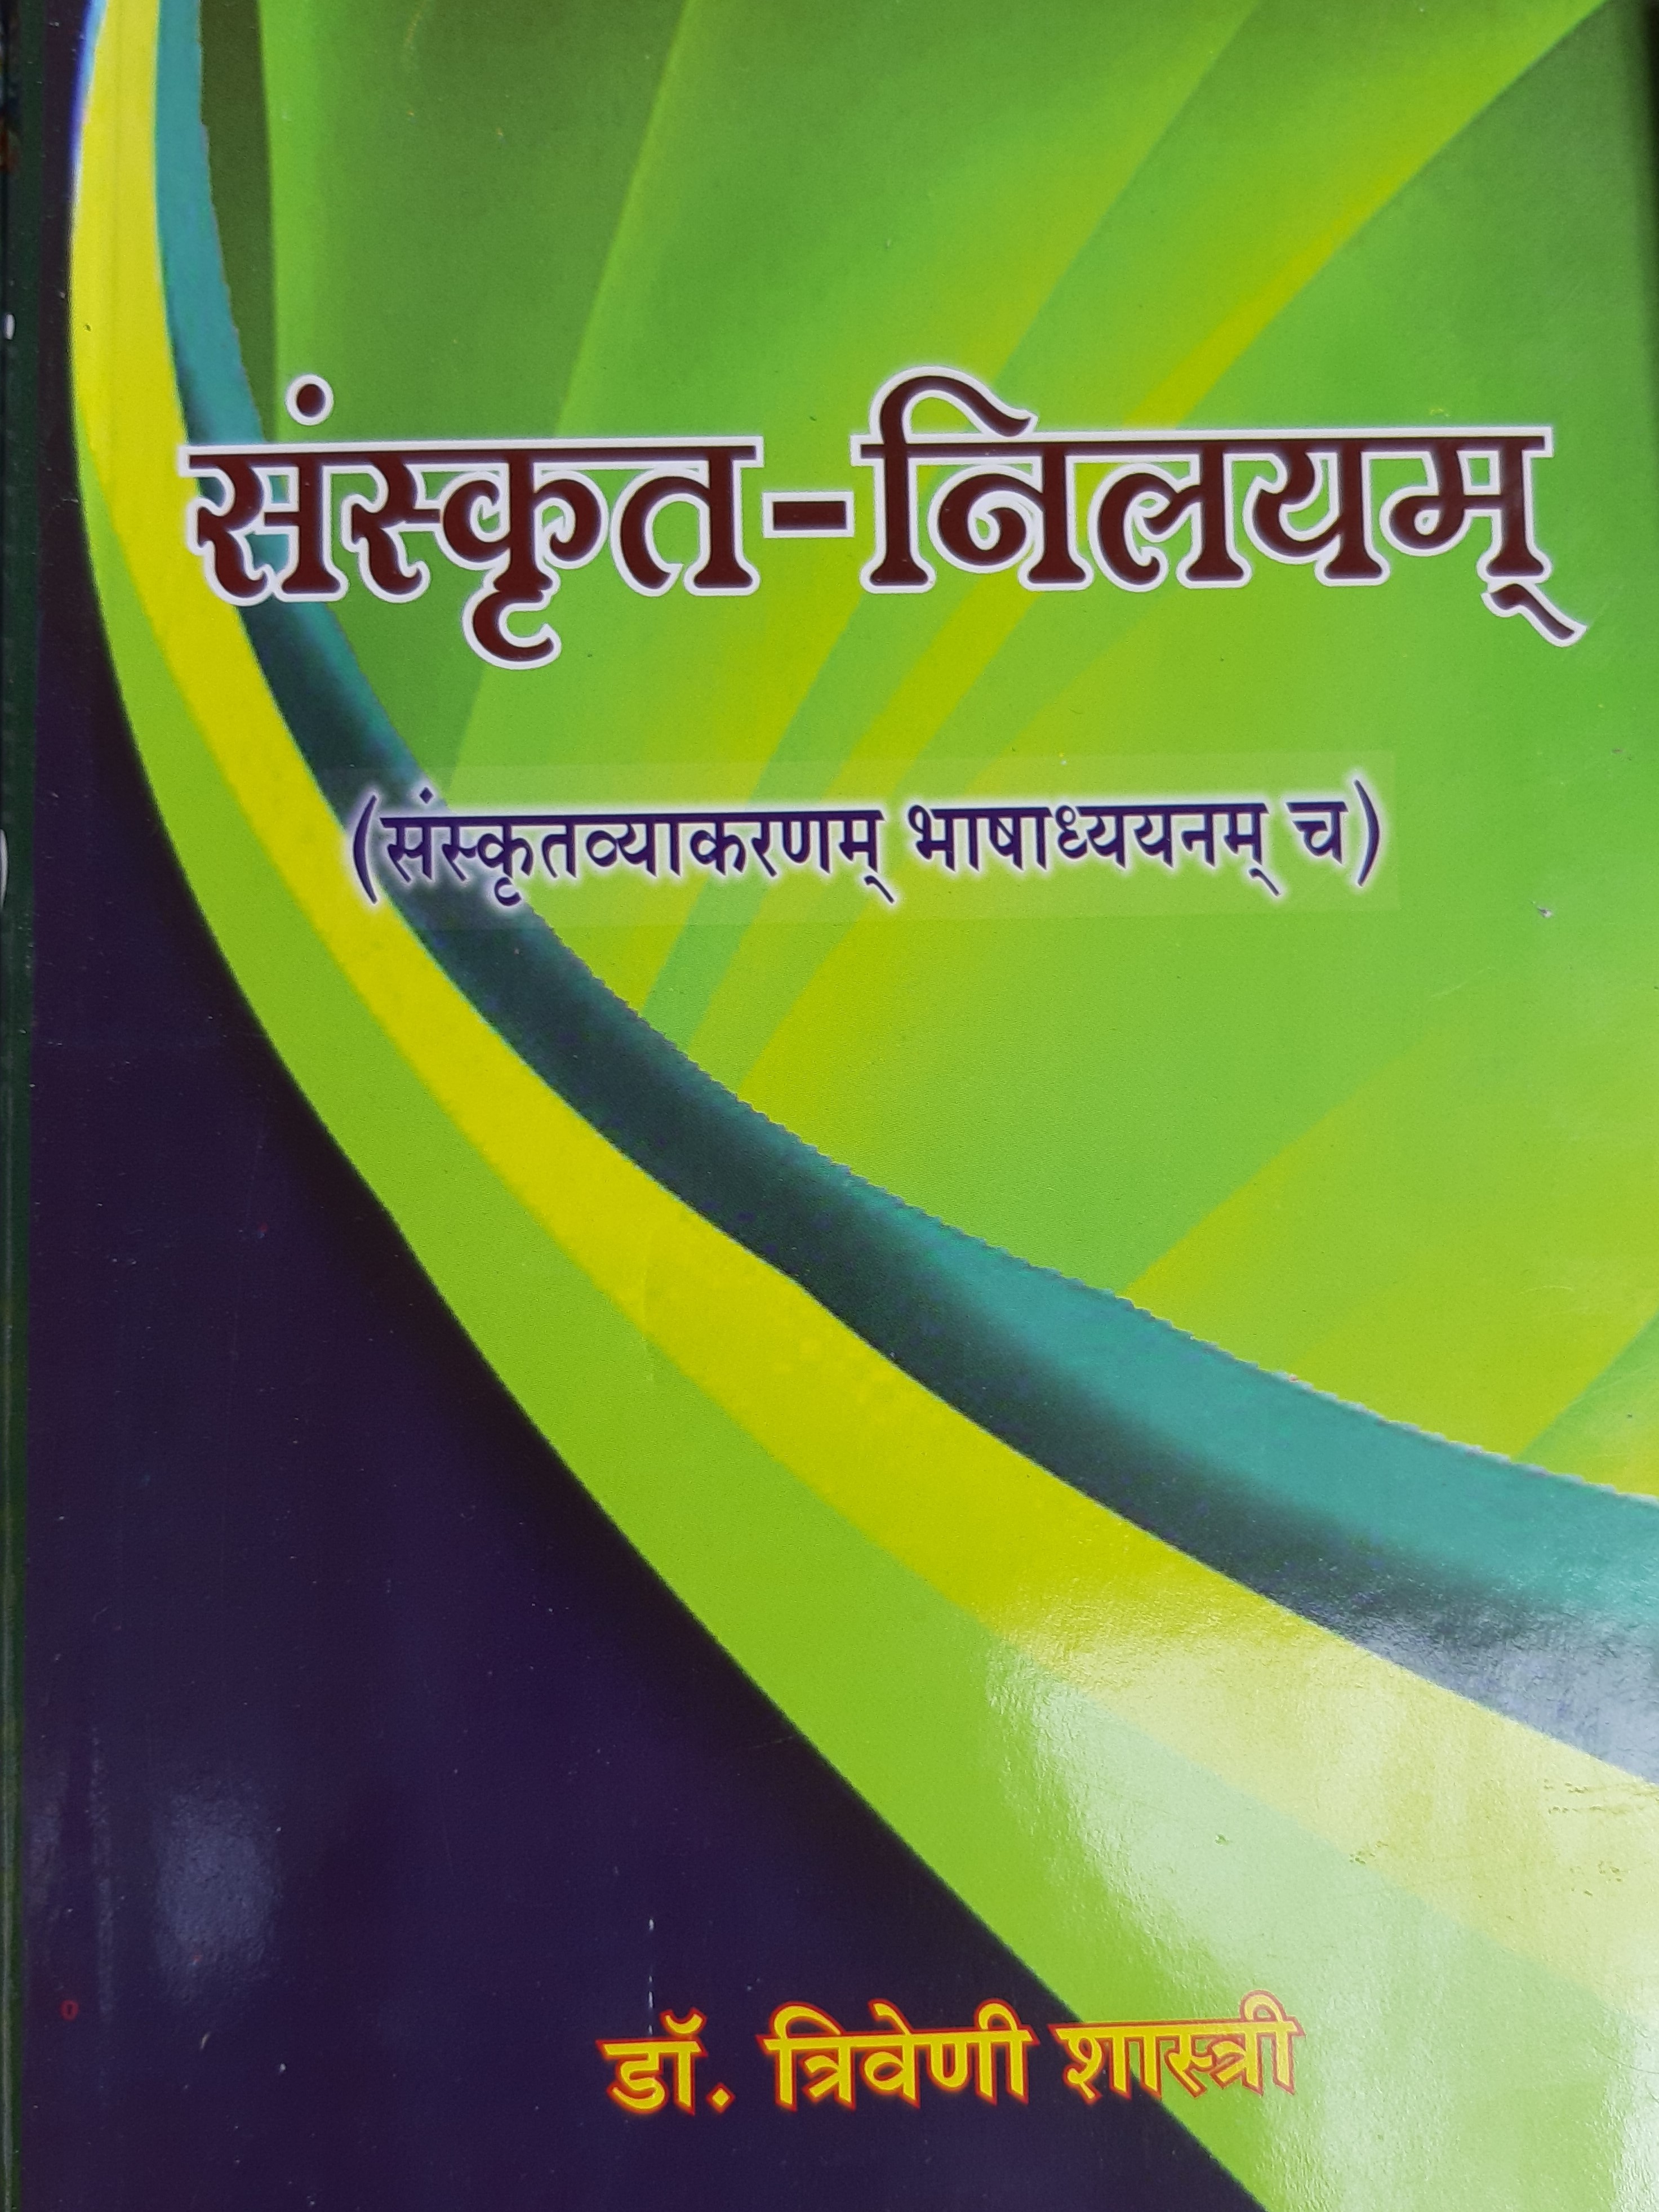 संस्कृत-निलयम्
(संस्कृतव्याकरणम् भाषाध्ययनम् च)
डॉ. त्रिवेणी शास्त्री